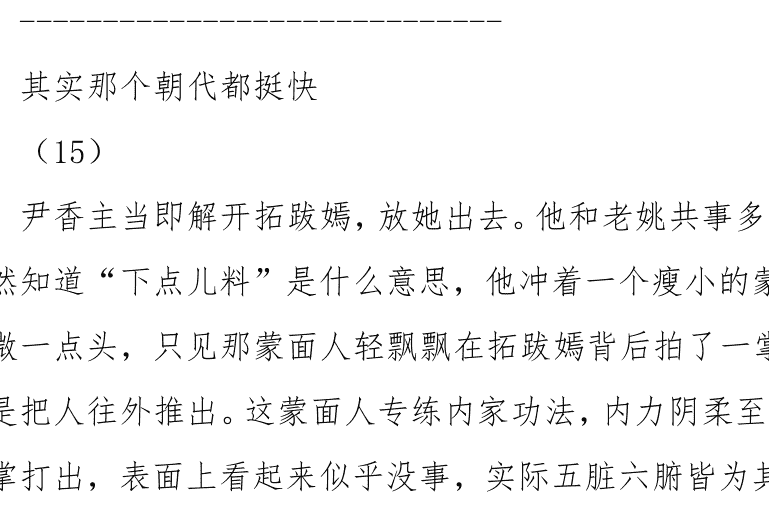 -----------------------------
其实那个朝代都挺快
（15）
尹香主当即解开拓跋嫣，放她出去。他和老姚共事多
然知道“下点儿料”是什么意思，他冲着一个瘦小的蒙
微一点头，只见那蒙面人轻飘飘在拓跋嫣背后拍了一掌
是把人往外推出。这蒙面人专练内家功法，内力阴柔至
掌打出，表面上看起来似乎没事，实际五脏六腑皆为其